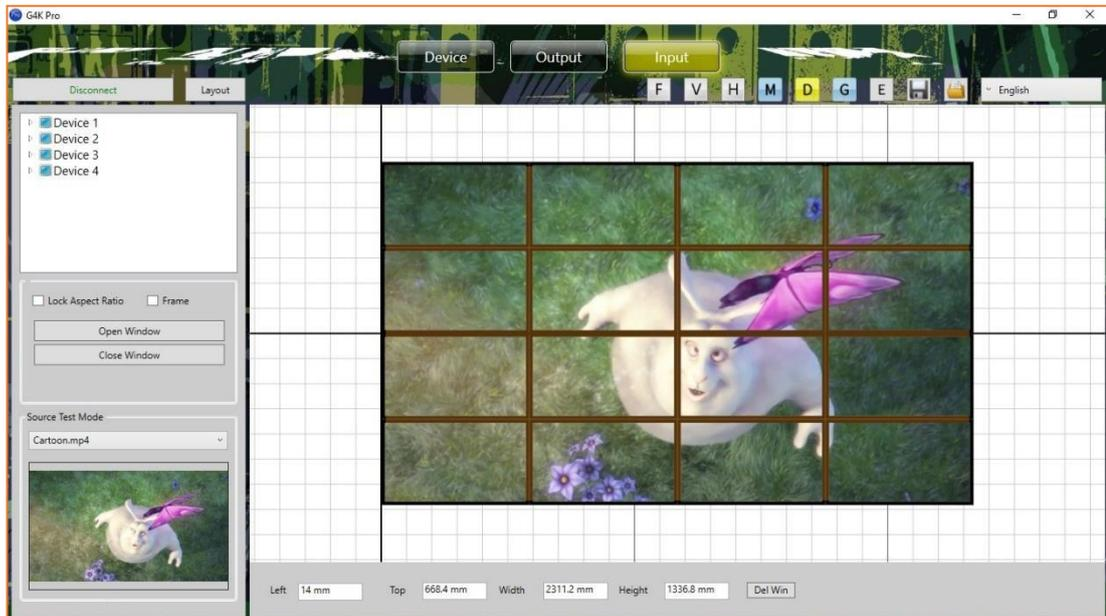 G4K Pro
Device Output Input
Disconnect Layout F V H M D G E English
Device 1
Device 2
Device 3
Device 4
Lock Aspect Ratio Frame
Open Window
Close Window
Source Test Mode
Cartoon.mp4
Left 14 mm Top 668.4 mm Width 2311.2 mm Height 1336.8 mm Del Win